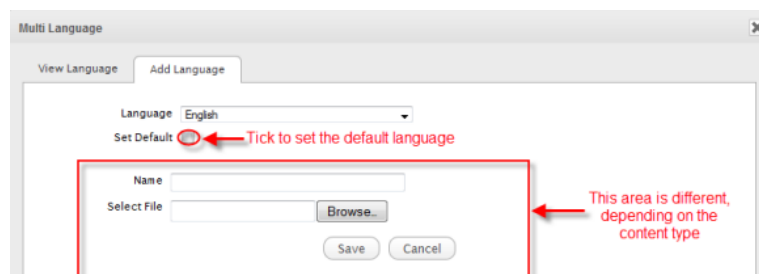 Multi Language
View Language Add Language
Language English
Set Default Tick to set the default language
Name
Select File Browse..
This area is different,
depending on the
content type
Save Cancel